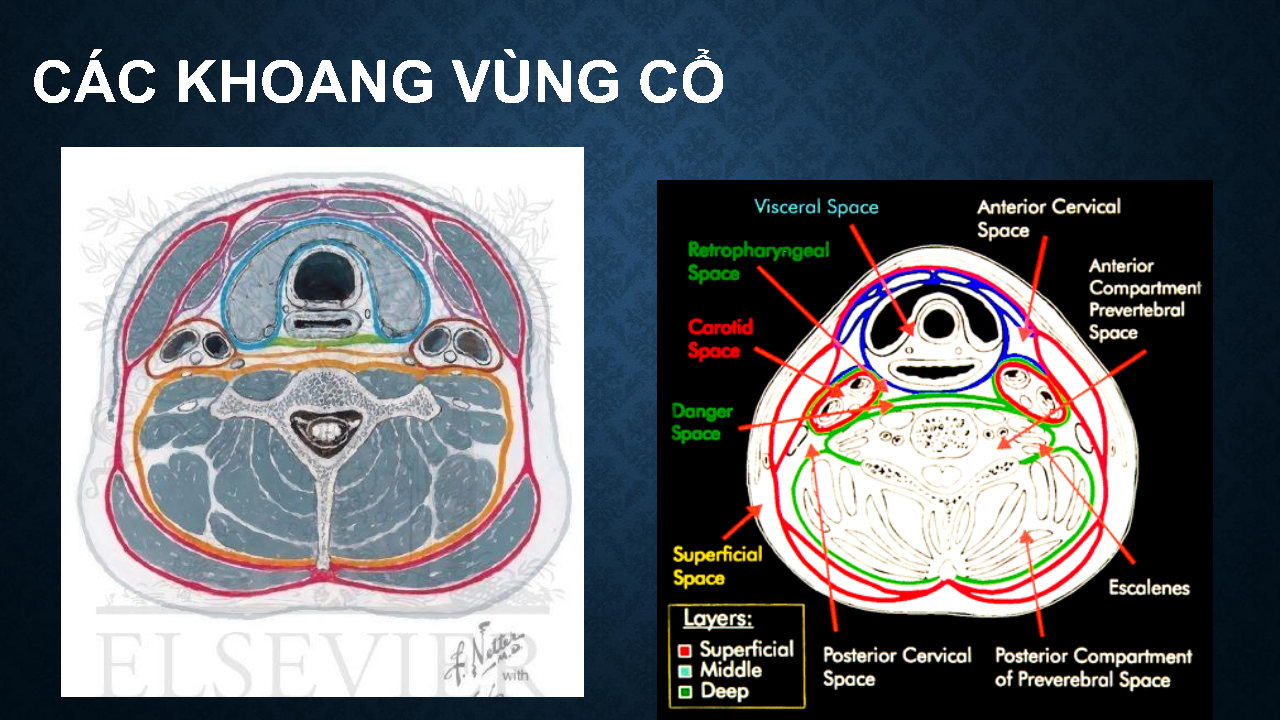 CÁC KHOANG VÙNG CỔ
ELSEVIER
F. Netter
M.D.
with
Visceral Space
Anterior Cervical
Space
Retropharyngeal
Space
Anterior
Compartment
Prevertebral
Space
Carotid
Space
Danger
Space
Superficial
Space
Escalenes
Layers:
Superficial
Middle
Deep
Posterior Cervical
Space
Posterior Compartment
of Preverebral Space